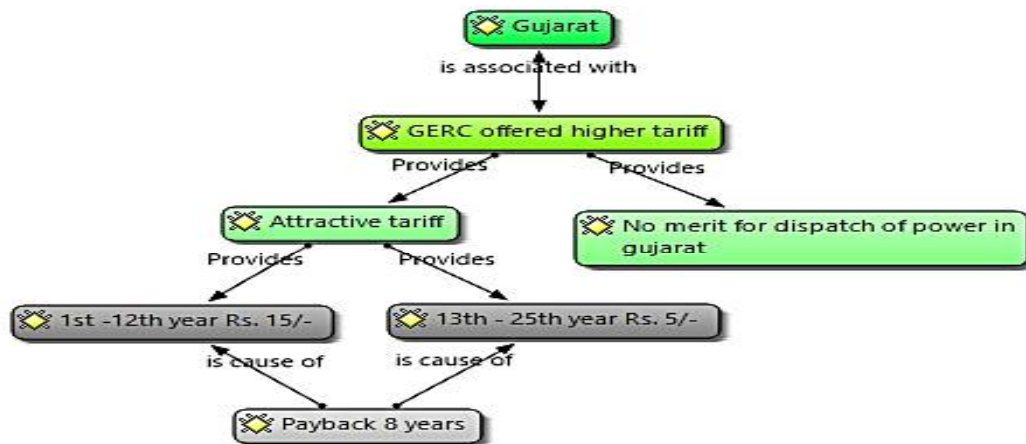 Gujarat
is associated with
GERC offered higher tariff
Provides
Provides
Attractive tariff
No merit for dispatch of power in
gujarat
Provides
Provides
1st -12th year Rs. 15/-
13th - 25th year Rs. 5/-
is cause of
is cause of
Payback 8 years